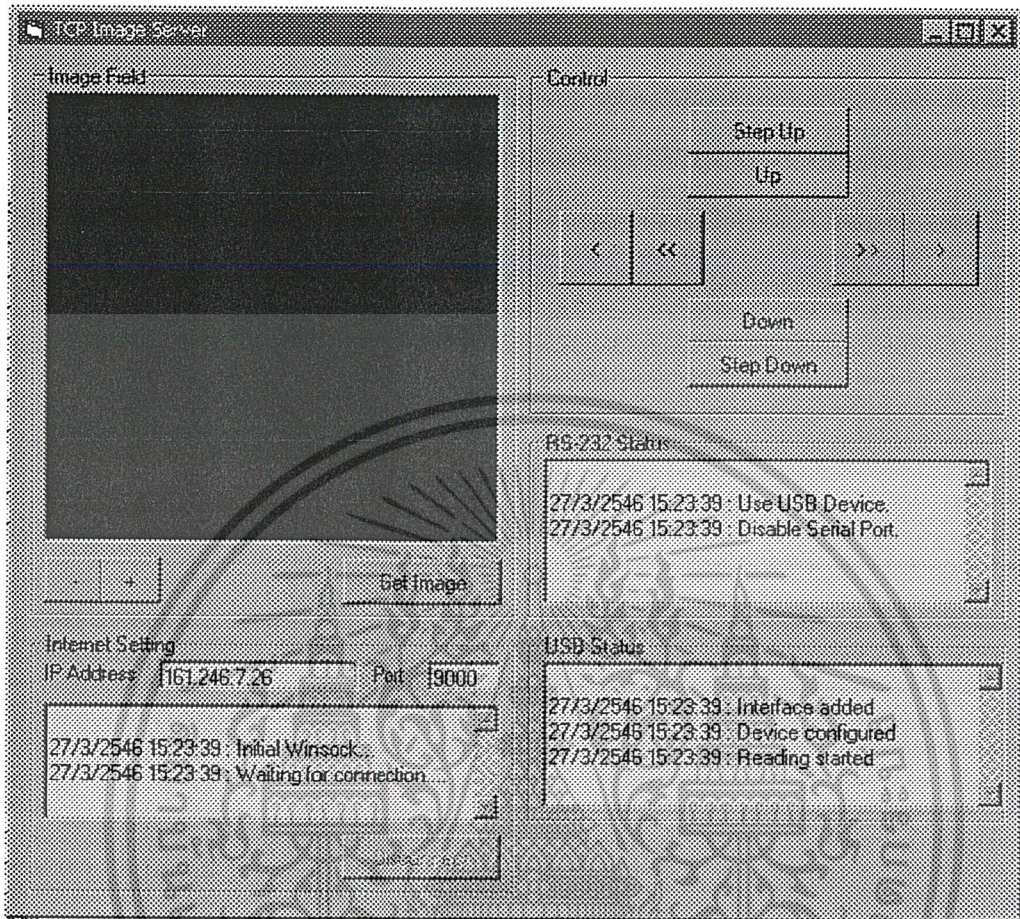 TCP Image Server
Image Field
- +
Get Image
Internet Setting
IP Address 161.246.7.26 Port 9000
27/3/2546 15:23:39 : Initial Winsock...
27/3/2546 15:23:39 : Waiting for connection....
Control
Step Up
Up
< << >> >
Down
Step Down
RS-232 Status
27/3/2546 15:23:39 : Use USB Device.
27/3/2546 15:23:39 : Disable Serial Port.
USB Status
27/3/2546 15:23:39 : Interface added
27/3/2546 15:23:39 : Device configured
27/3/2546 15:23:39 : Reading started